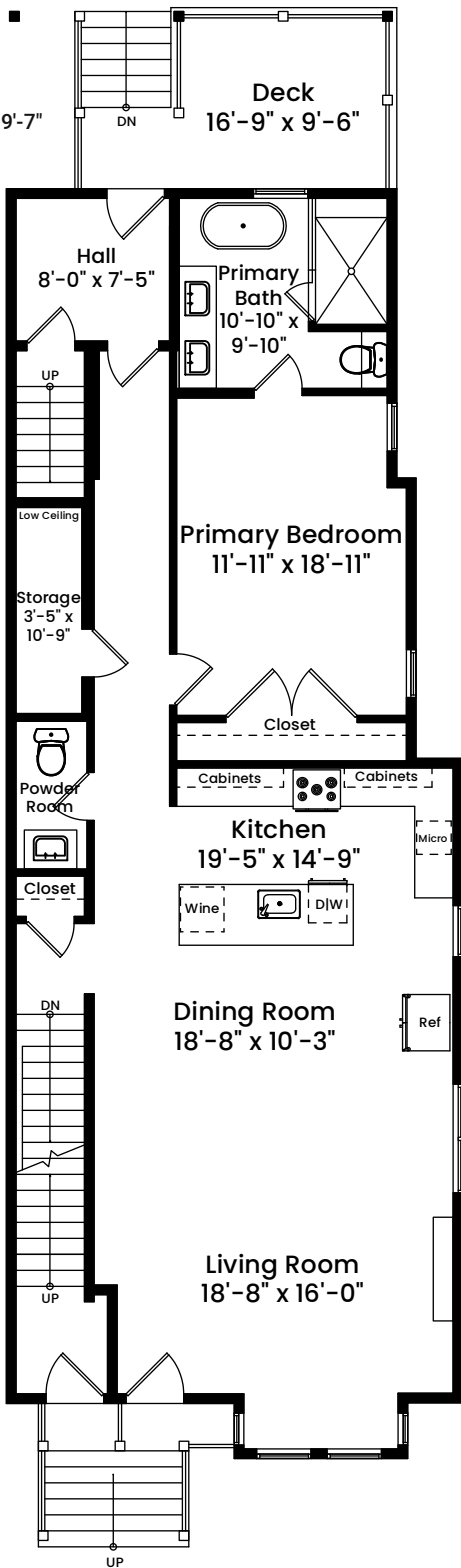 9'-7"
DN
Deck
16'-9" x 9'-6"
Hall
8'-0" x 7'-5"
Primary
Bath
10'-10" x
9'-10"
UP
Low Ceiling
Storage
3'-5" x
10'-9"
Primary Bedroom
11'-11" x 18'-11"
Closet
Powder
Room
Cabinets
Cabinets
Kitchen
19'-5" x 14'-9"
Micro
Closet
Wine
D|W
DN
Dining Room
18'-8" x 10'-3"
Ref
Living Room
18'-8" x 16'-0"
UP
UP